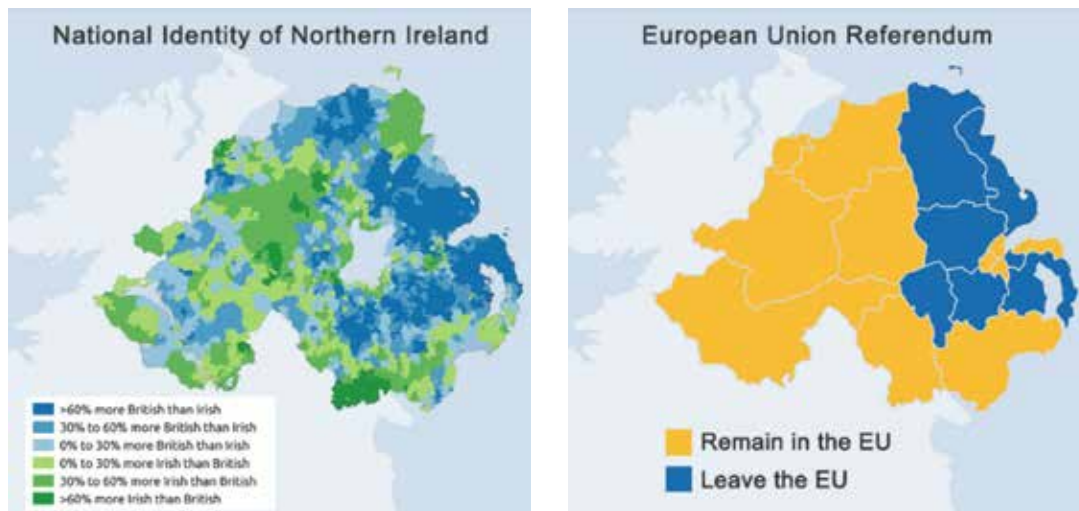 National Identity of Northern Ireland
>60% more British than Irish
30% to 60% more British than Irish
0% to 30% more British than Irish
0% to 30% more Irish than British
30% to 60% more Irish than British
>60% more Irish than British
European Union Referendum
Remain in the EU
Leave the EU